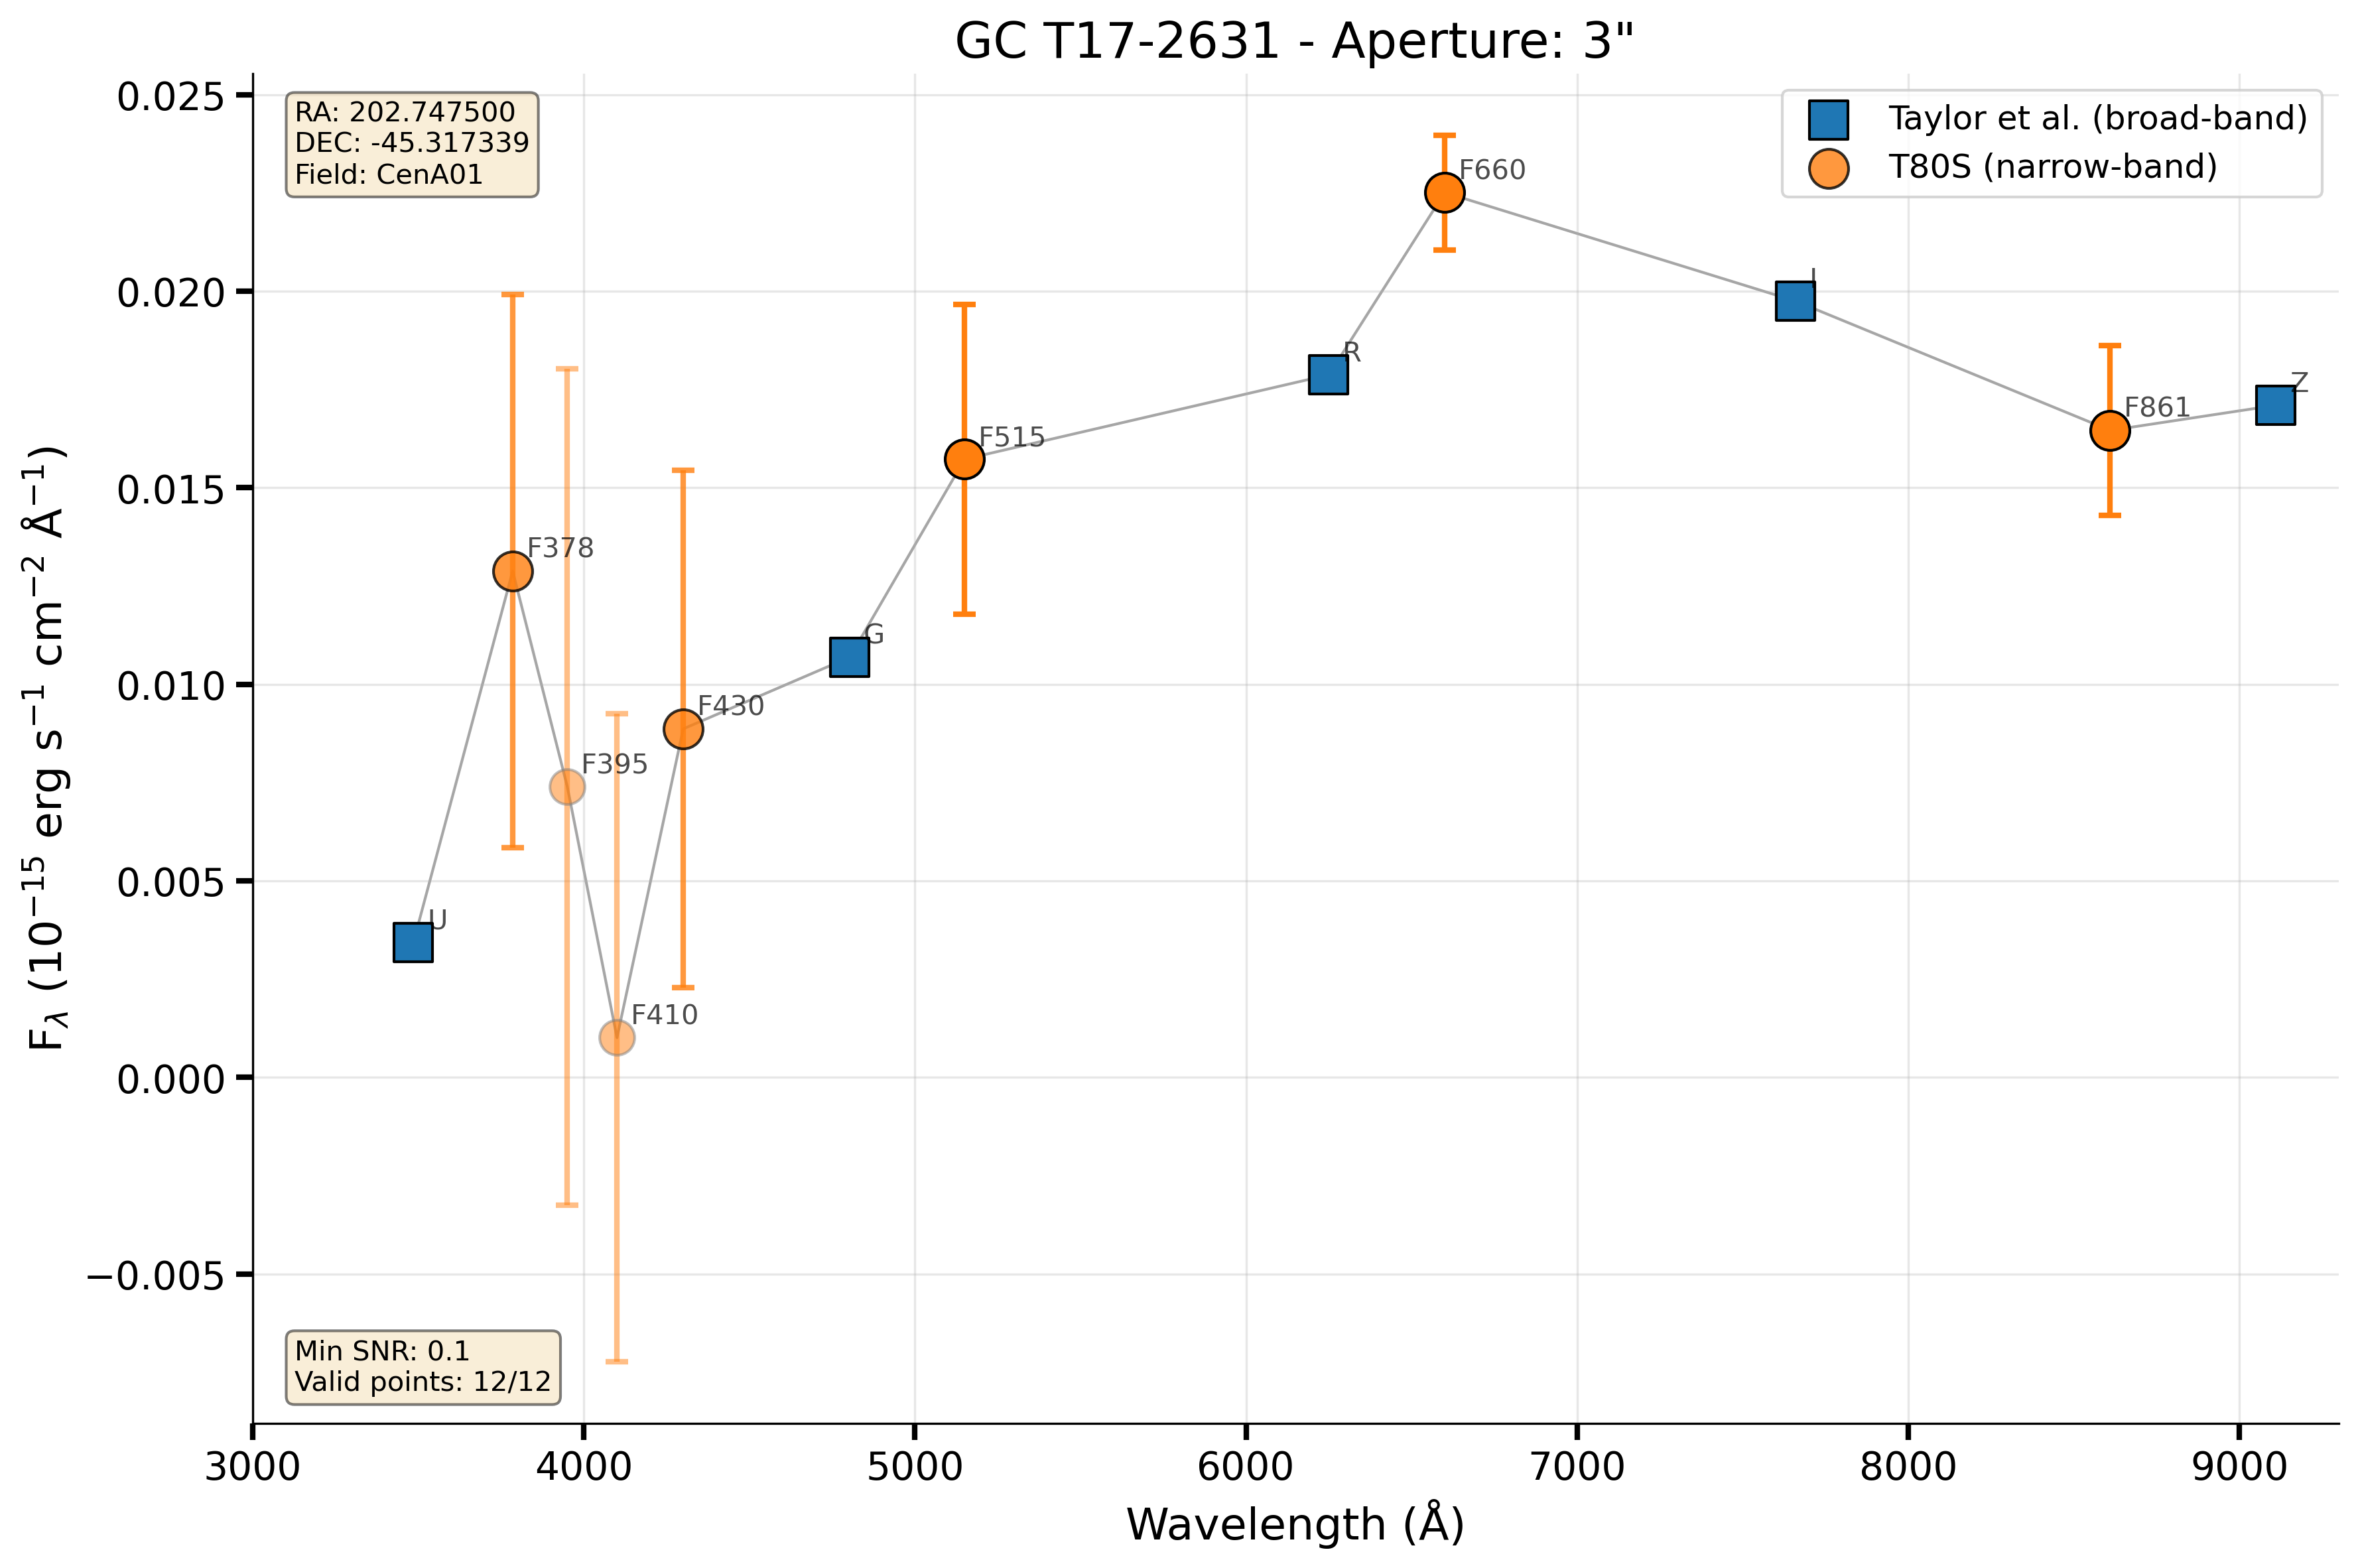 GC T17-2631 - Aperture: 3"
RA: 202.747500
DEC: -45.317339
Field: CenA01
Taylor et al. (broad-band)
T80S (narrow-band)
F660
I
R
Z
F861
F515
F378
G
F430
F395
U
F410
Min SNR: 0.1
Valid points: 12/12
0.025
0.020
0.015
0.010
0.005
0.000
−0.005
F$_λ$ (10⁻¹⁵ erg s⁻¹ cm⁻² Å⁻¹)
3000 4000 5000 6000 7000 8000 9000
Wavelength (Å)